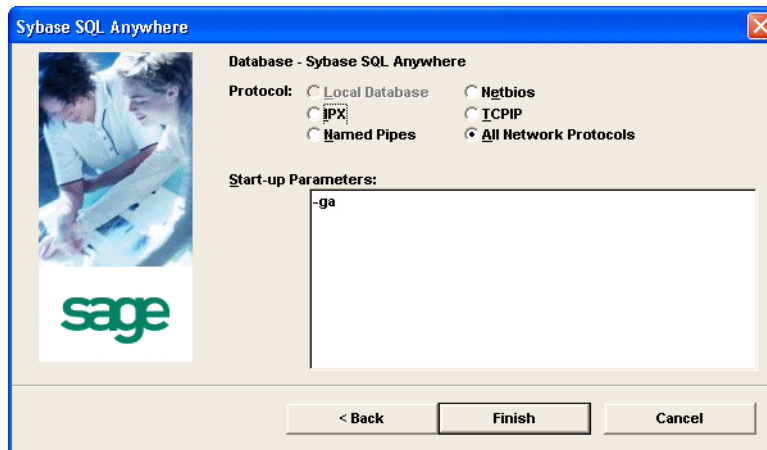 Sybase SQL Anywhere
Database - Sybase SQL Anywhere
Protocol: Local Database Netbios
IPX TCPIP
Named Pipes All Network Protocols
Start-up Parameters:
-ga
sage
< Back Finish Cancel